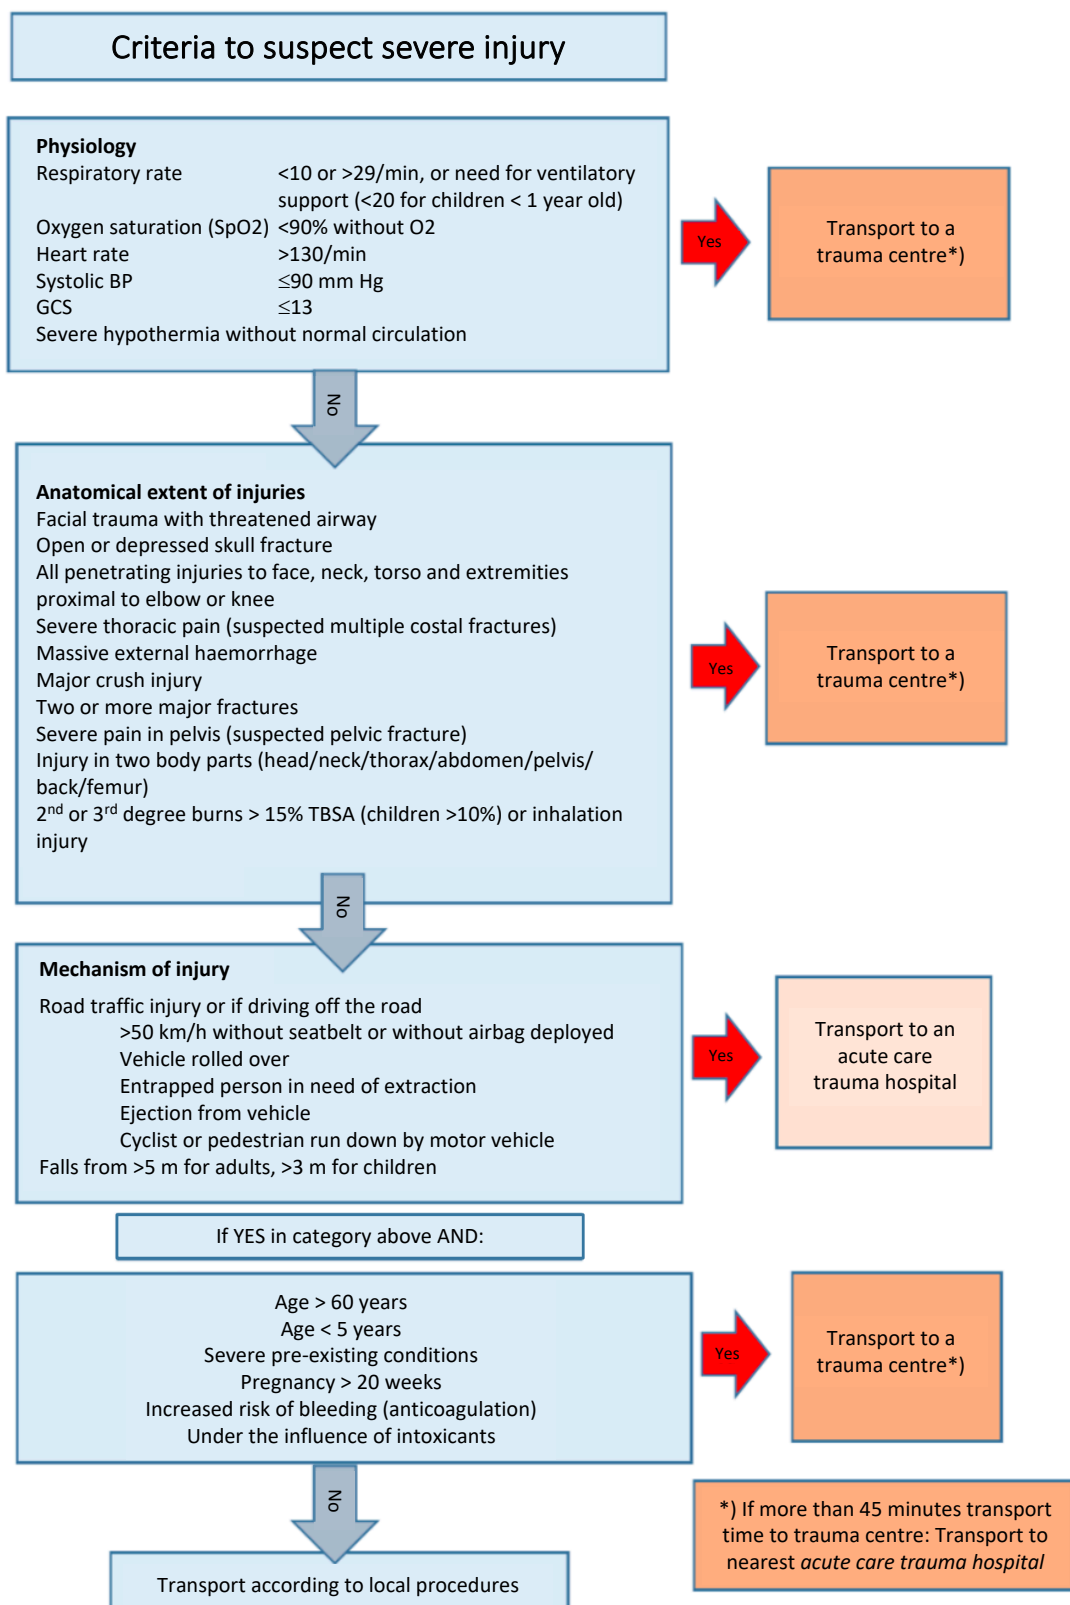 Criteria to suspect severe injury
Physiology
Respiratory rate <10 or >29/min, or need for ventilatory
support (<20 for children < 1 year old)
Oxygen saturation (SpO2) <90% without O2
Heart rate >130/min
Systolic BP ≤90 mm Hg
GCS ≤13
Severe hypothermia without normal circulation
Yes
Transport to a
trauma centre*)
No
Anatomical extent of injuries
Facial trauma with threatened airway
Open or depressed skull fracture
All penetrating injuries to face, neck, torso and extremities
proximal to elbow or knee
Severe thoracic pain (suspected multiple costal fractures)
Massive external haemorrhage
Major crush injury
Two or more major fractures
Severe pain in pelvis (suspected pelvic fracture)
Injury in two body parts (head/neck/thorax/abdomen/pelvis/
back/femur)
2nd or 3rd degree burns > 15% TBSA (children >10%) or inhalation
injury
Yes
Transport to a
trauma centre*)
No
Mechanism of injury
Road traffic injury or if driving off the road
>50 km/h without seatbelt or without airbag deployed
Vehicle rolled over
Entrapped person in need of extraction
Ejection from vehicle
Cyclist or pedestrian run down by motor vehicle
Falls from >5 m for adults, >3 m for children
Yes
Transport to an
acute care
trauma hospital
If YES in category above AND:
Age > 60 years
Age < 5 years
Severe pre-existing conditions
Pregnancy > 20 weeks
Increased risk of bleeding (anticoagulation)
Under the influence of intoxicants
Yes
Transport to a
trauma centre*)
No
Transport according to local procedures
*) If more than 45 minutes transport
time to trauma centre: Transport to
nearest acute care trauma hospital